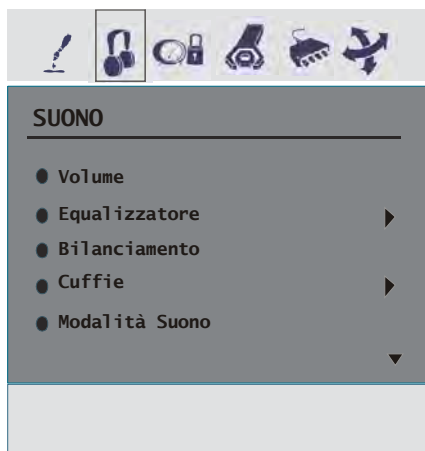 SUONO
Volume
Equalizzatore
Bilanciamento
Cuffie
Modalità Suono